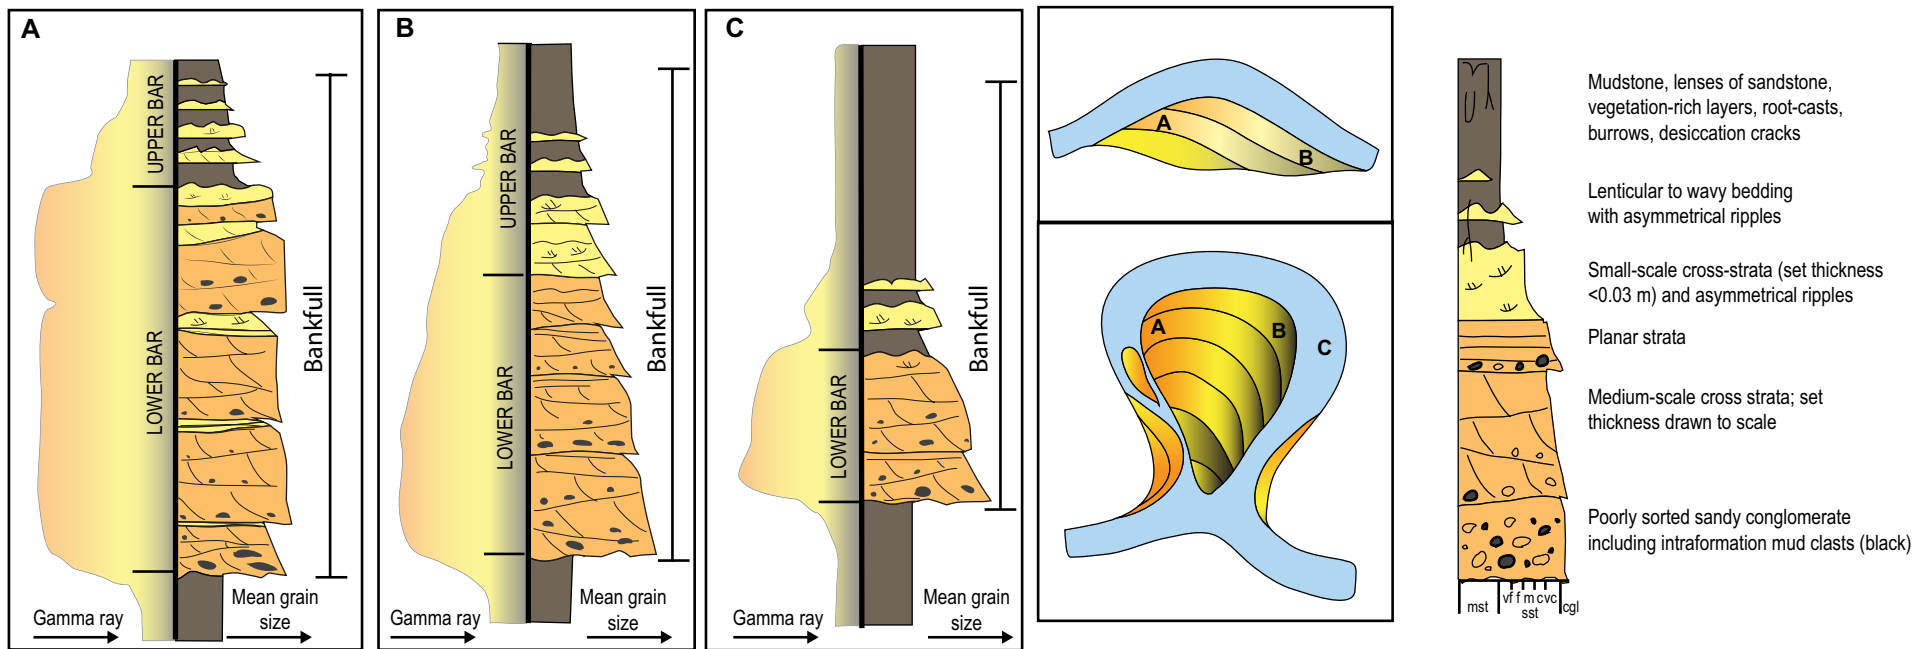 A
UPPER BAR
LOWER BAR
Bankfull
Gamma ray
Mean grain
size
B
UPPER BAR
LOWER BAR
Bankfull
Gamma ray
Mean grain
size
C
LOWER BAR
Bankfull
Gamma ray
Mean grain
size
A
B
A
B
C
Mudstone, lenses of sandstone,
vegetation-rich layers, root-casts,
burrows, desiccation cracks
Lenticular to wavy bedding
with asymmetrical ripples
Small-scale cross-strata (set thickness
<0.03 m) and asymmetrical ripples
Planar strata
Medium-scale cross strata; set
thickness drawn to scale
Poorly sorted sandy conglomerate
including intraformation mud clasts (black)
mst
vf f m c vc
sst
cgl